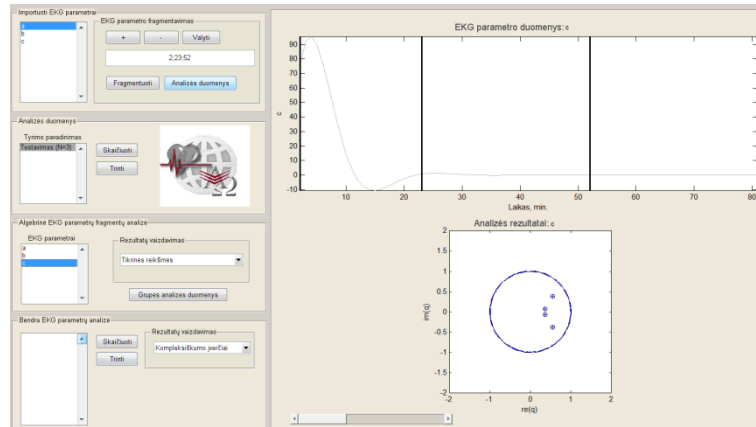 Importuoti EKG parametrai
a
b
c
EKG parametro fragmentavimas
+
-
Valyti
2;23;52
Fragmentuoti
Analizės duomenys
Analizės duomenys
Tyrimo pavadinimas
Testavimas (N=3)
Skaičiuoti
Trinti
ΑΩ
Algebrinė EKG parametrų fragmentų analizė
EKG parametrai
a
b
c
Rezultatų vaizdavimas
Tikrinės reikšmės
Grupės analizės duomenys
Bendra EKG parametrų analizė
Skaičiuoti
Trinti
Rezultatų vaizdavimas
Kompleksiškumo įverčiai
EKG parametro duomenys: c
90
80
70
60
50
40
30
20
10
0
-10
c
10 20 30 40 50 60 70 80
Laikas, min.
Analizės rezultatai: c
2
1.5
1
0.5
0
-0.5
-1
-1.5
-2
im(q)
-2 -1 0 1 2
re(q)